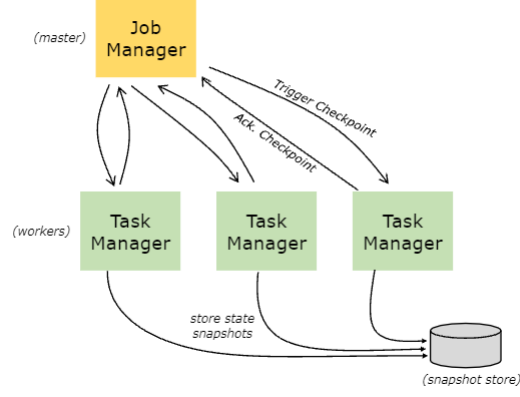 (master)
Job
Manager
Trigger Checkpoint
Ack. Checkpoint
(workers)
Task
Manager
Task
Manager
Task
Manager
store state
snapshots
(snapshot store)